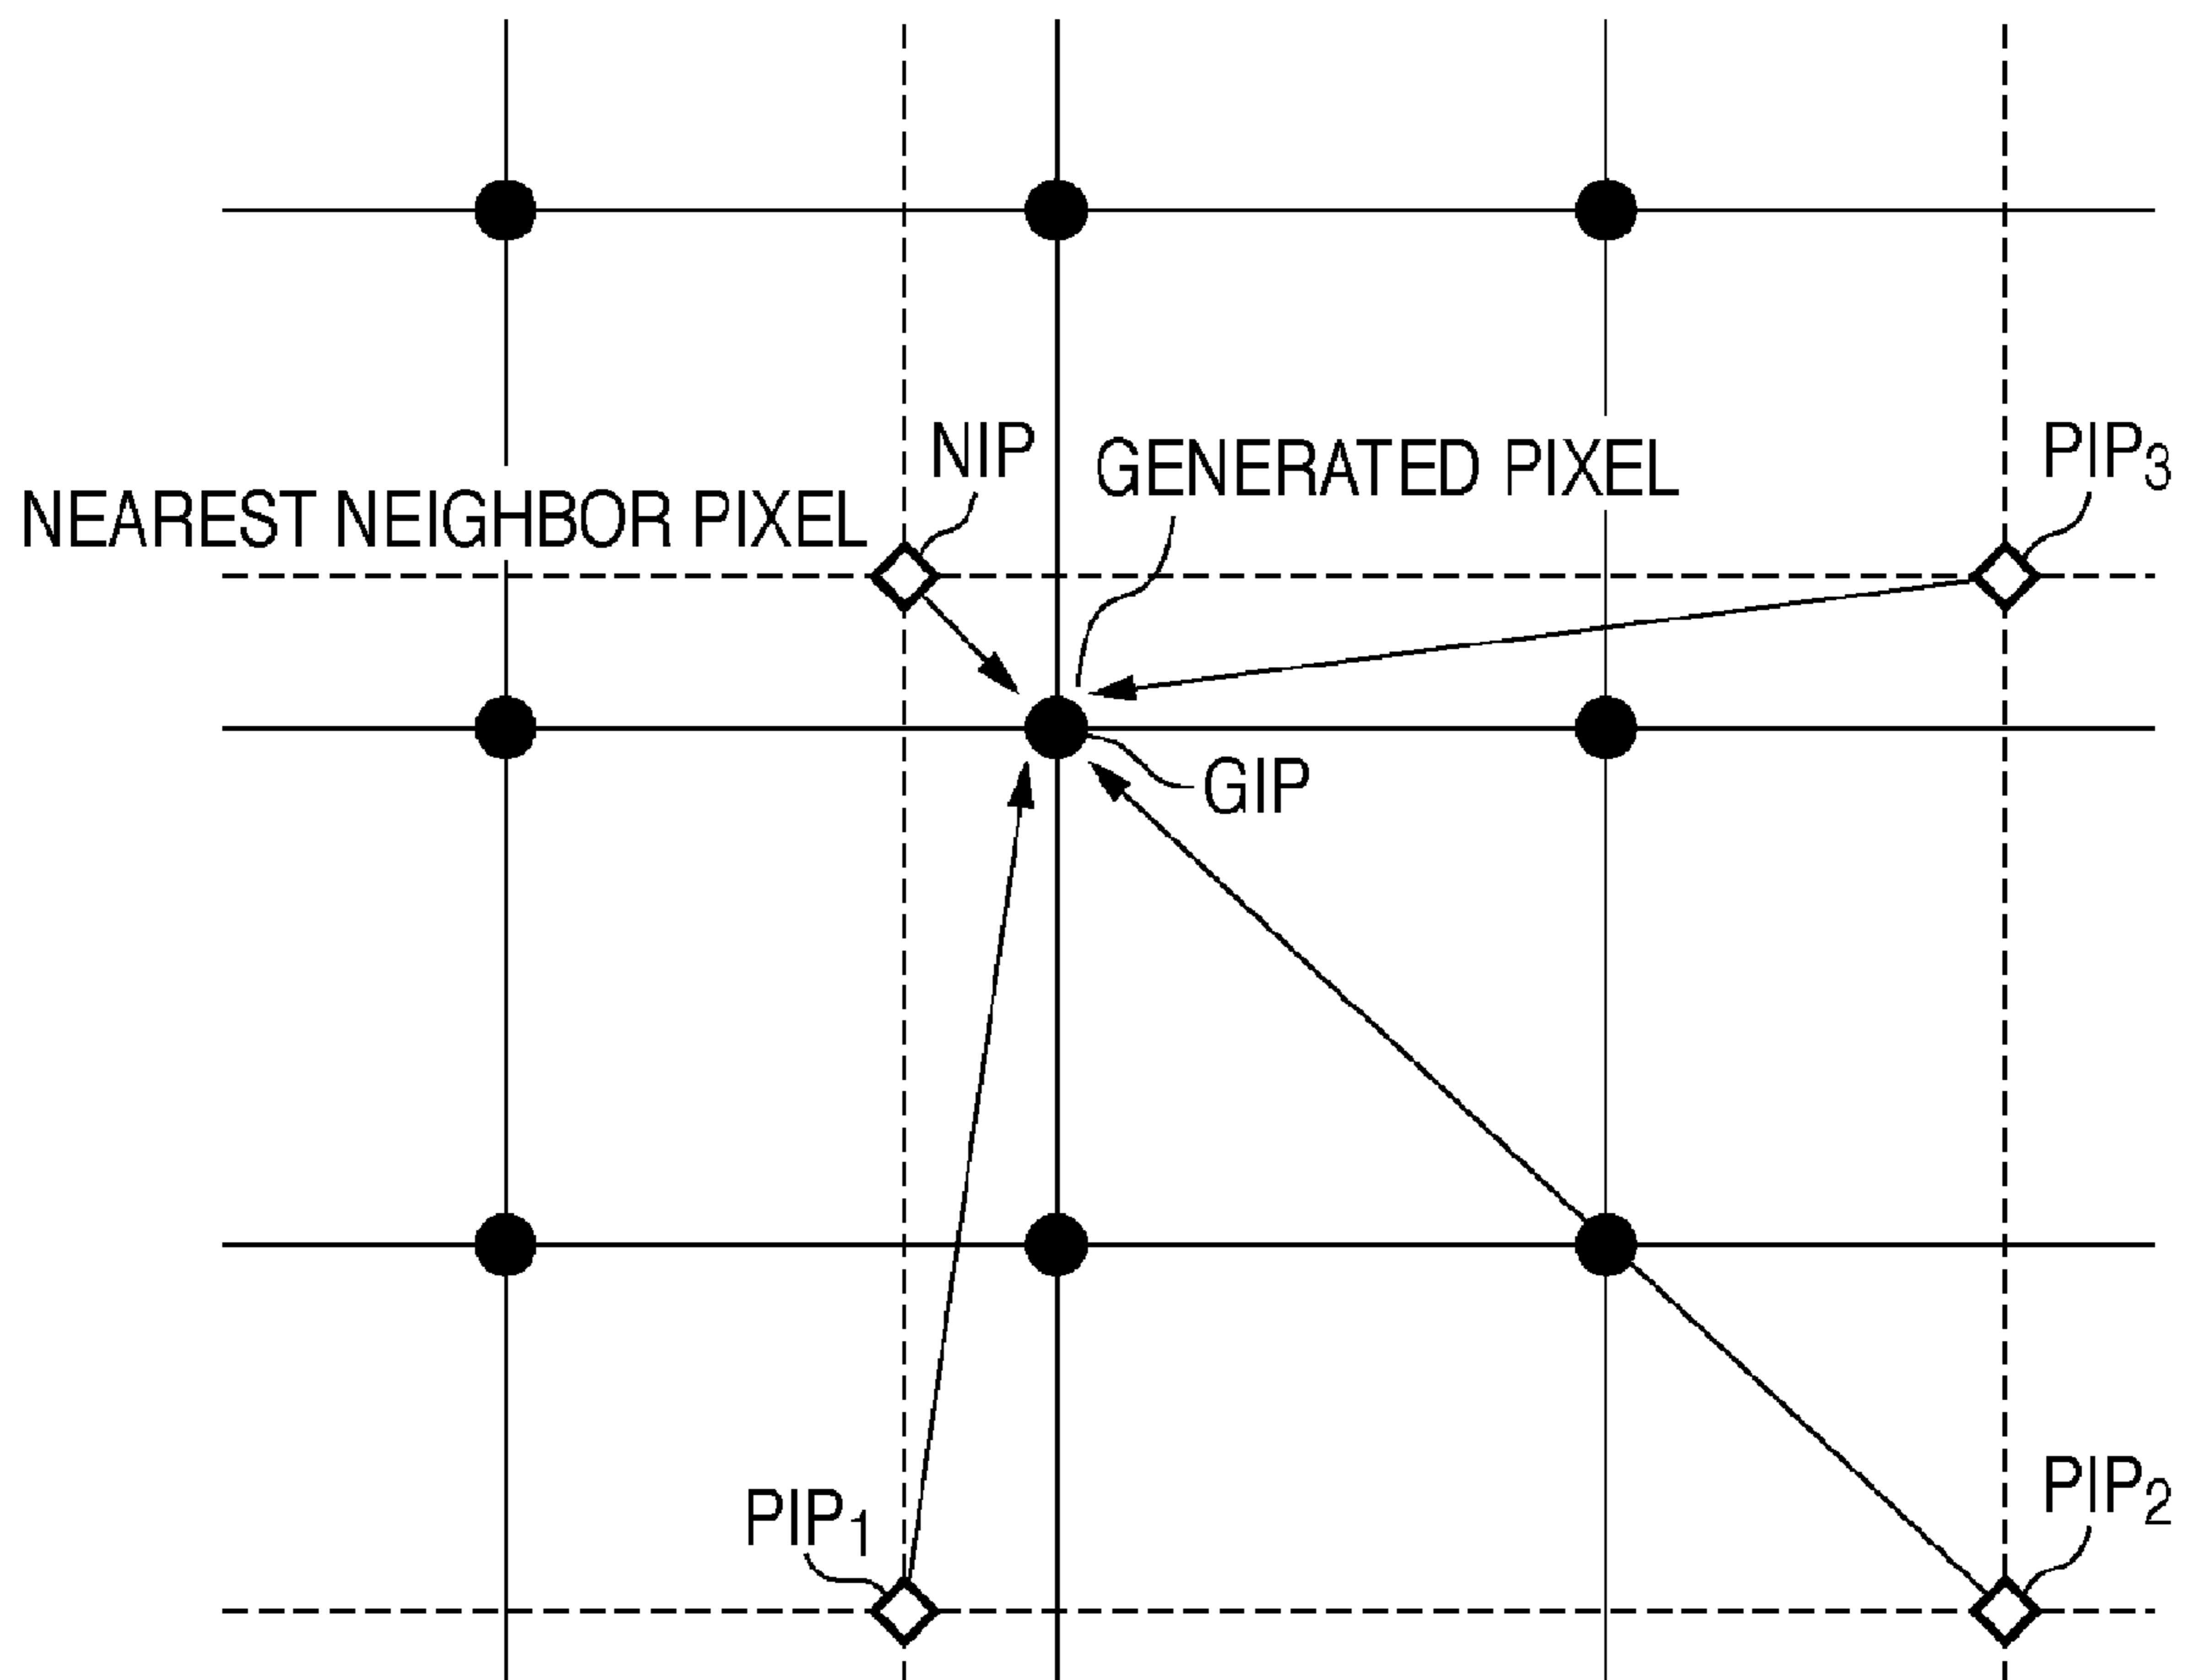 NIP
GENERATED PIXEL
PIP3
NEAREST NEIGHBOR PIXEL
GIP
PIP1
PIP2